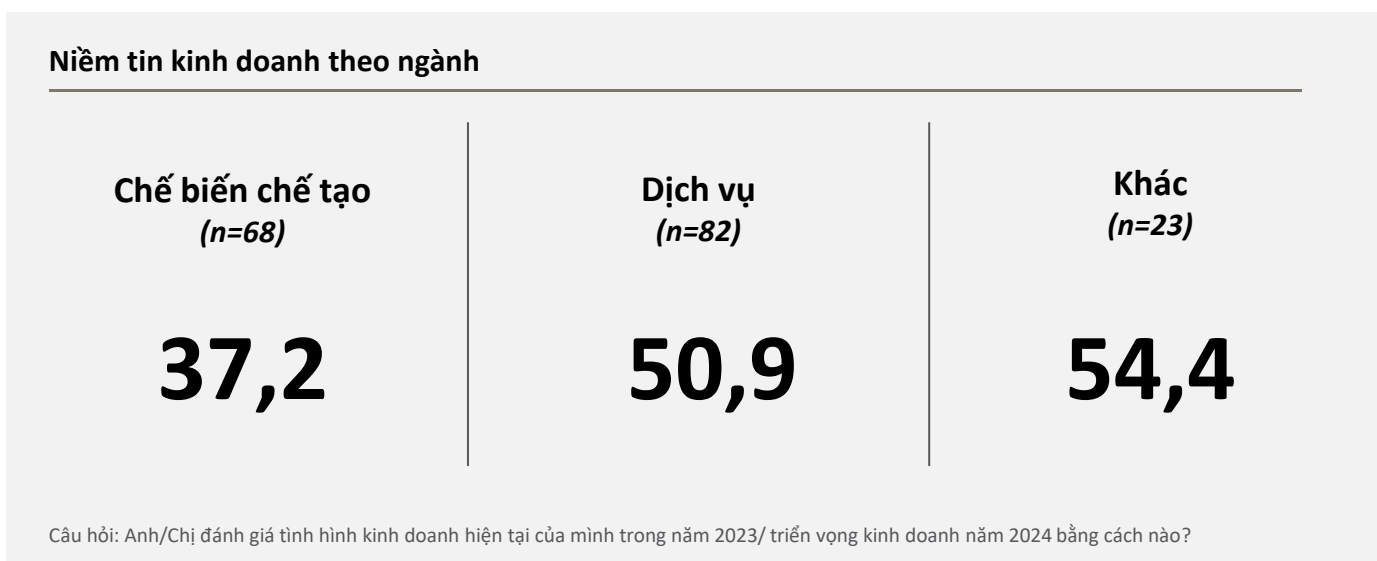 Niềm tin kinh doanh theo ngành
Chế biến chế tạo
(n=68)
37,2
Dịch vụ
(n=82)
50,9
Khác
(n=23)
54,4
Câu hỏi: Anh/Chị đánh giá tình hình kinh doanh hiện tại của mình trong năm 2023/ triển vọng kinh doanh năm 2024 bằng cách nào?